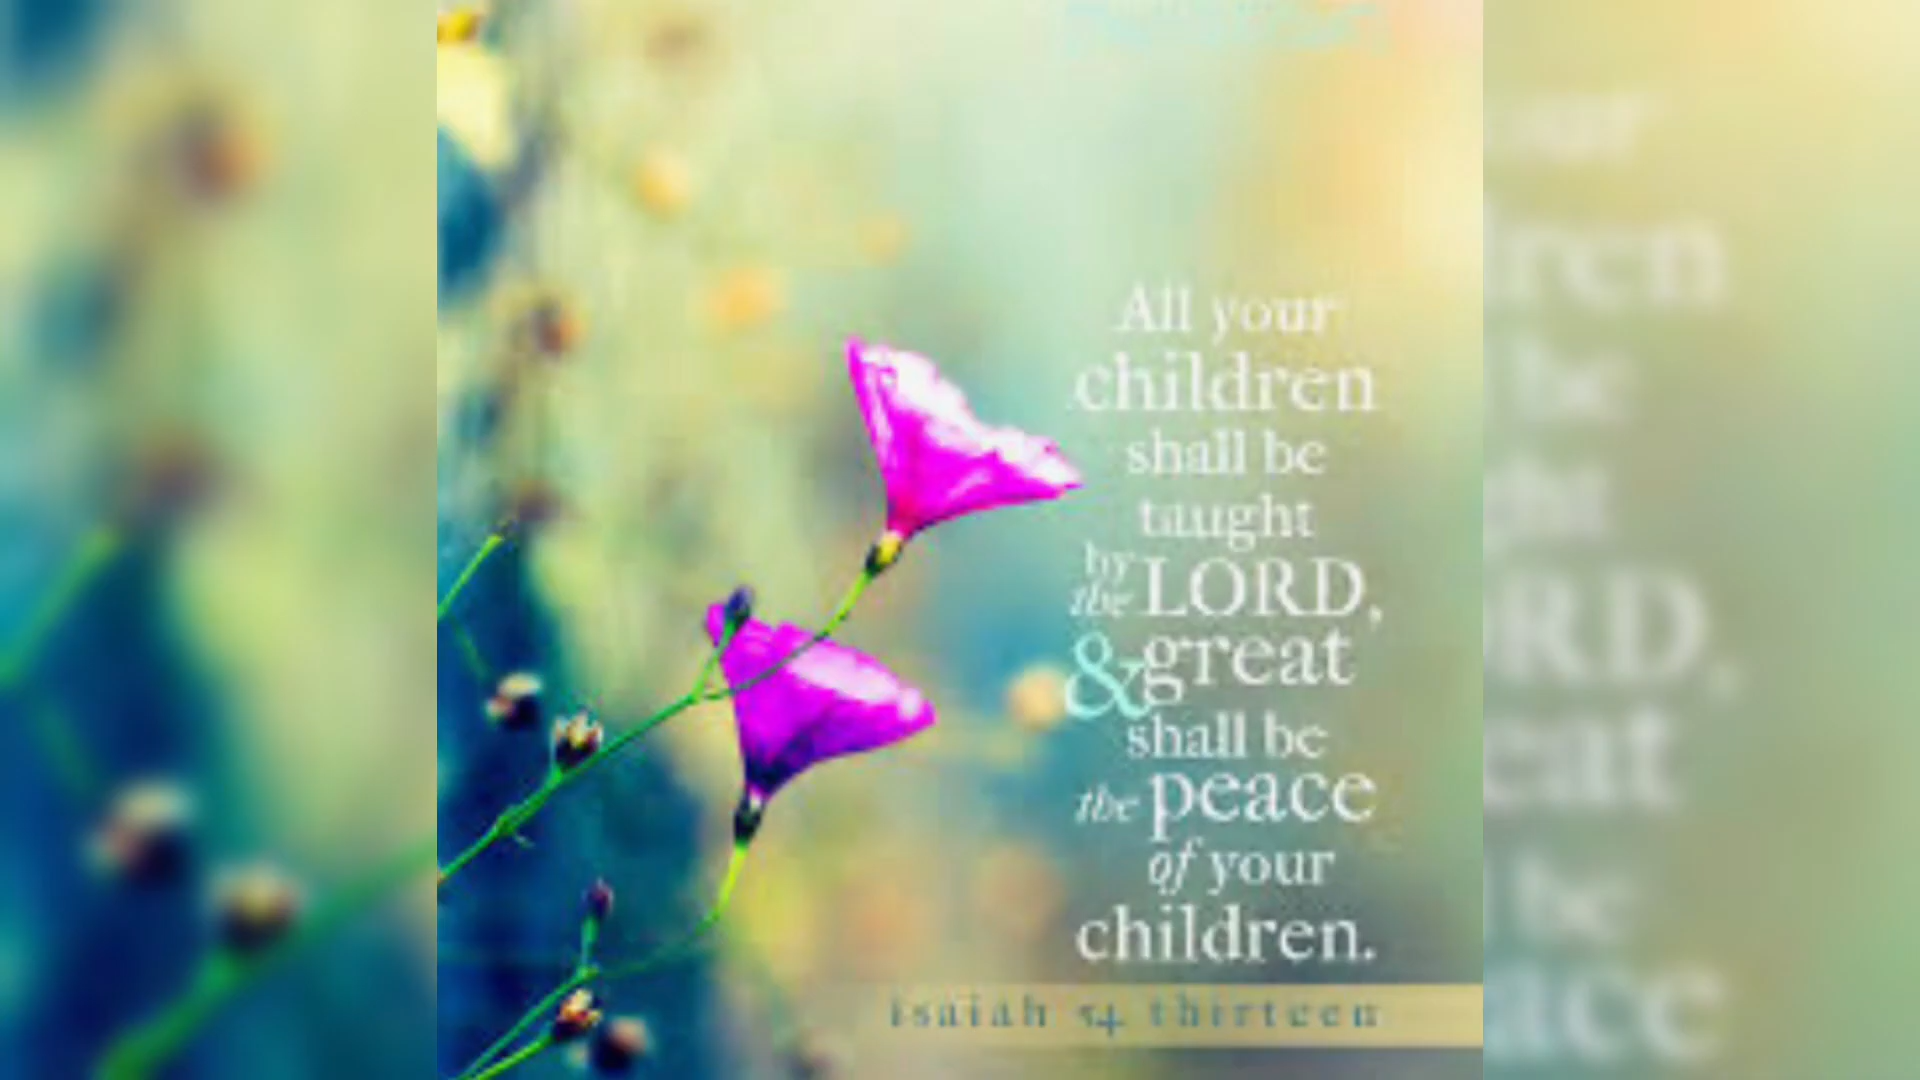 All your
children
shall be
taught
by
the LORD,
& great
shall be
the peace
of your
children.
isaiah 54 thirteen